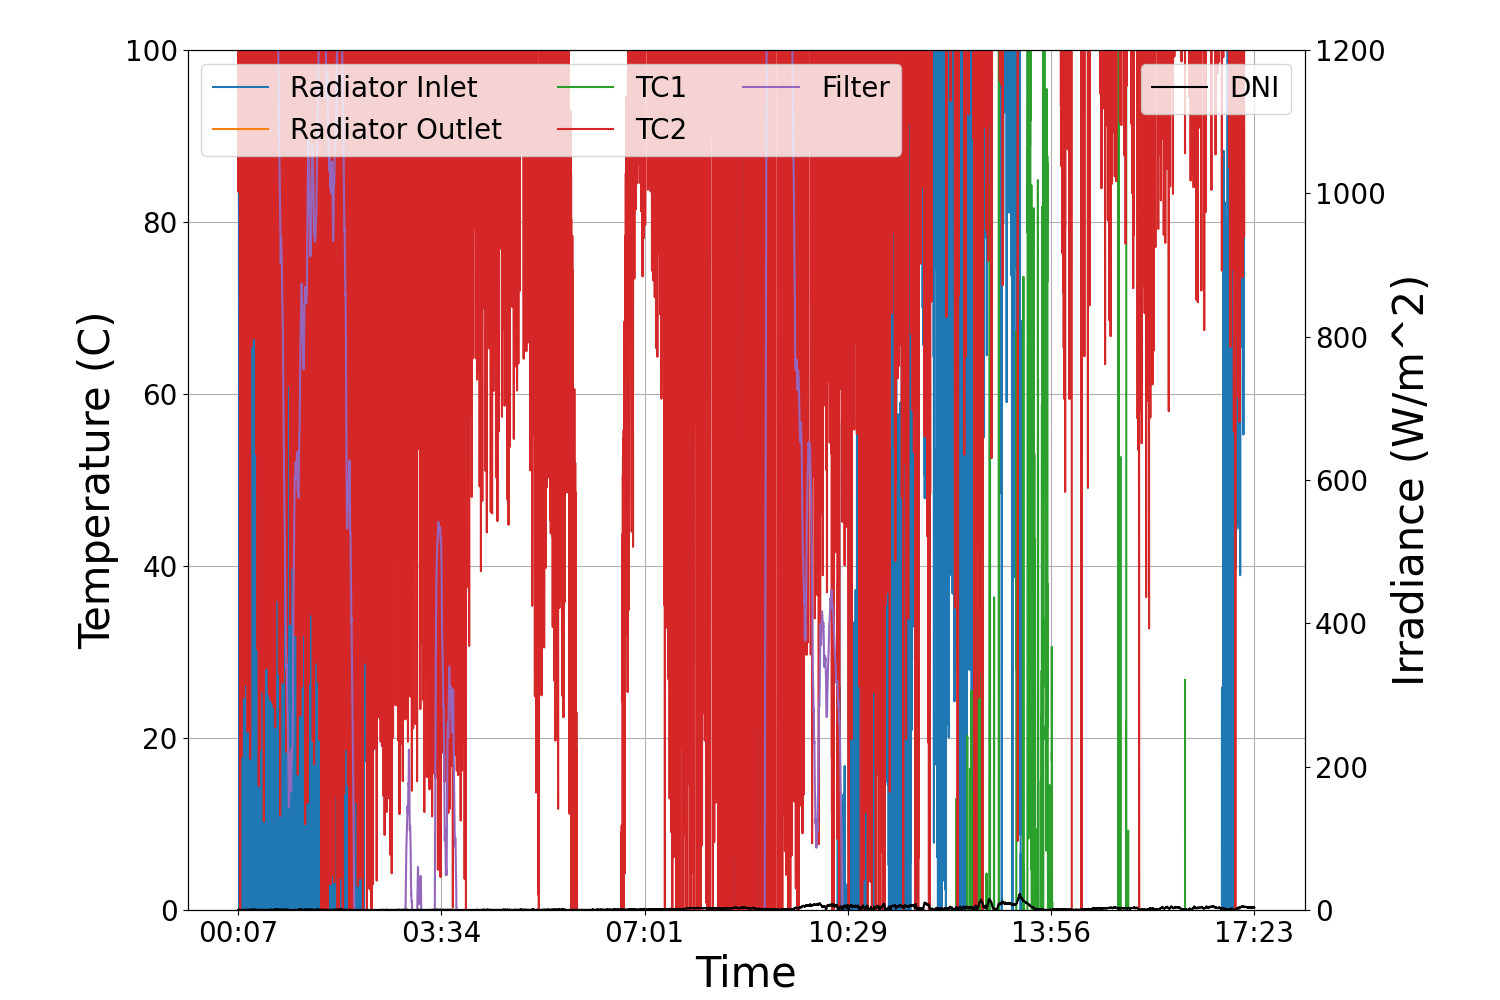 100
80
60
40
20
0
Temperature (C)
Radiator Inlet
Radiator Outlet
TC1
TC2
Filter
DNI
1200
1000
800
600
400
200
0
Irradiance (W/m^2)
00:07
03:34
07:01
10:29
13:56
17:23
Time